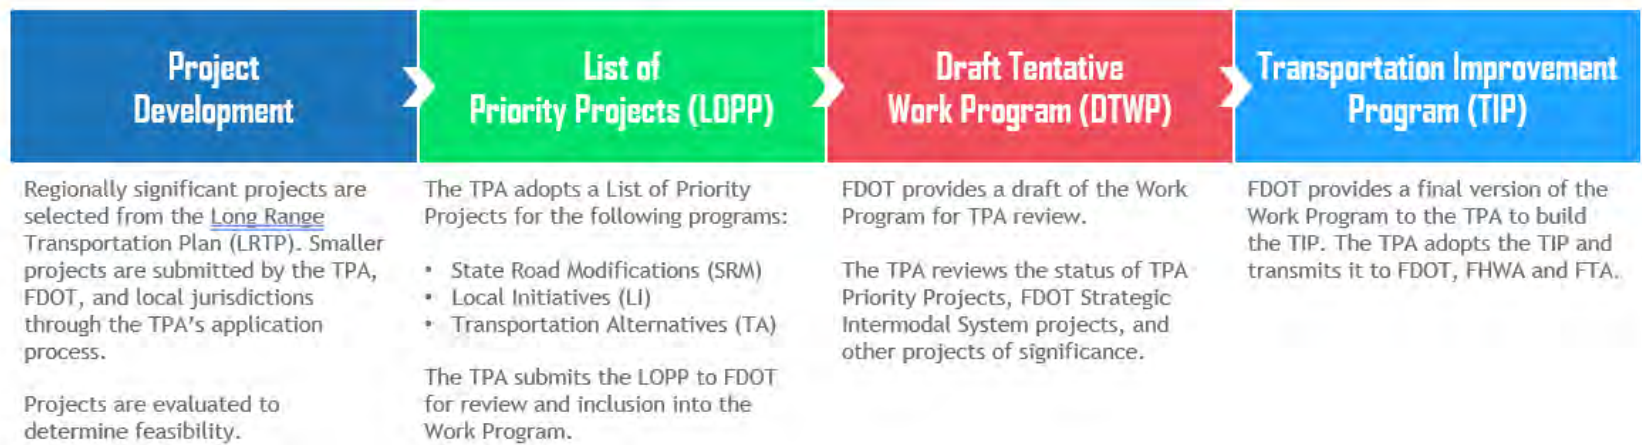 Project
Development
List of
Priority Projects (LOPP)
Draft Tentative
Work Program (DTWP)
Transportation Improvement
Program (TIP)
Regionally significant projects are
selected from the Long Range
Transportation Plan (LRTP). Smaller
projects are submitted by the TPA,
FDOT, and local jurisdictions
through the TPA's application
process.
Projects are evaluated to
determine feasibility.
The TPA adopts a List of Priority
Projects for the following programs:
• State Road Modifications (SRM)
• Local Initiatives (LI)
• Transportation Alternatives (TA)
The TPA submits the LOPP to FDOT
for review and inclusion into the
Work Program.
FDOT provides a draft of the Work
Program for TPA review.
The TPA reviews the status of TPA
Priority Projects, FDOT Strategic
Intermodal System projects, and
other projects of significance.
FDOT provides a final version of the
Work Program to the TPA to build
the TIP. The TPA adopts the TIP and
transmits it to FDOT, FHWA and FTA.